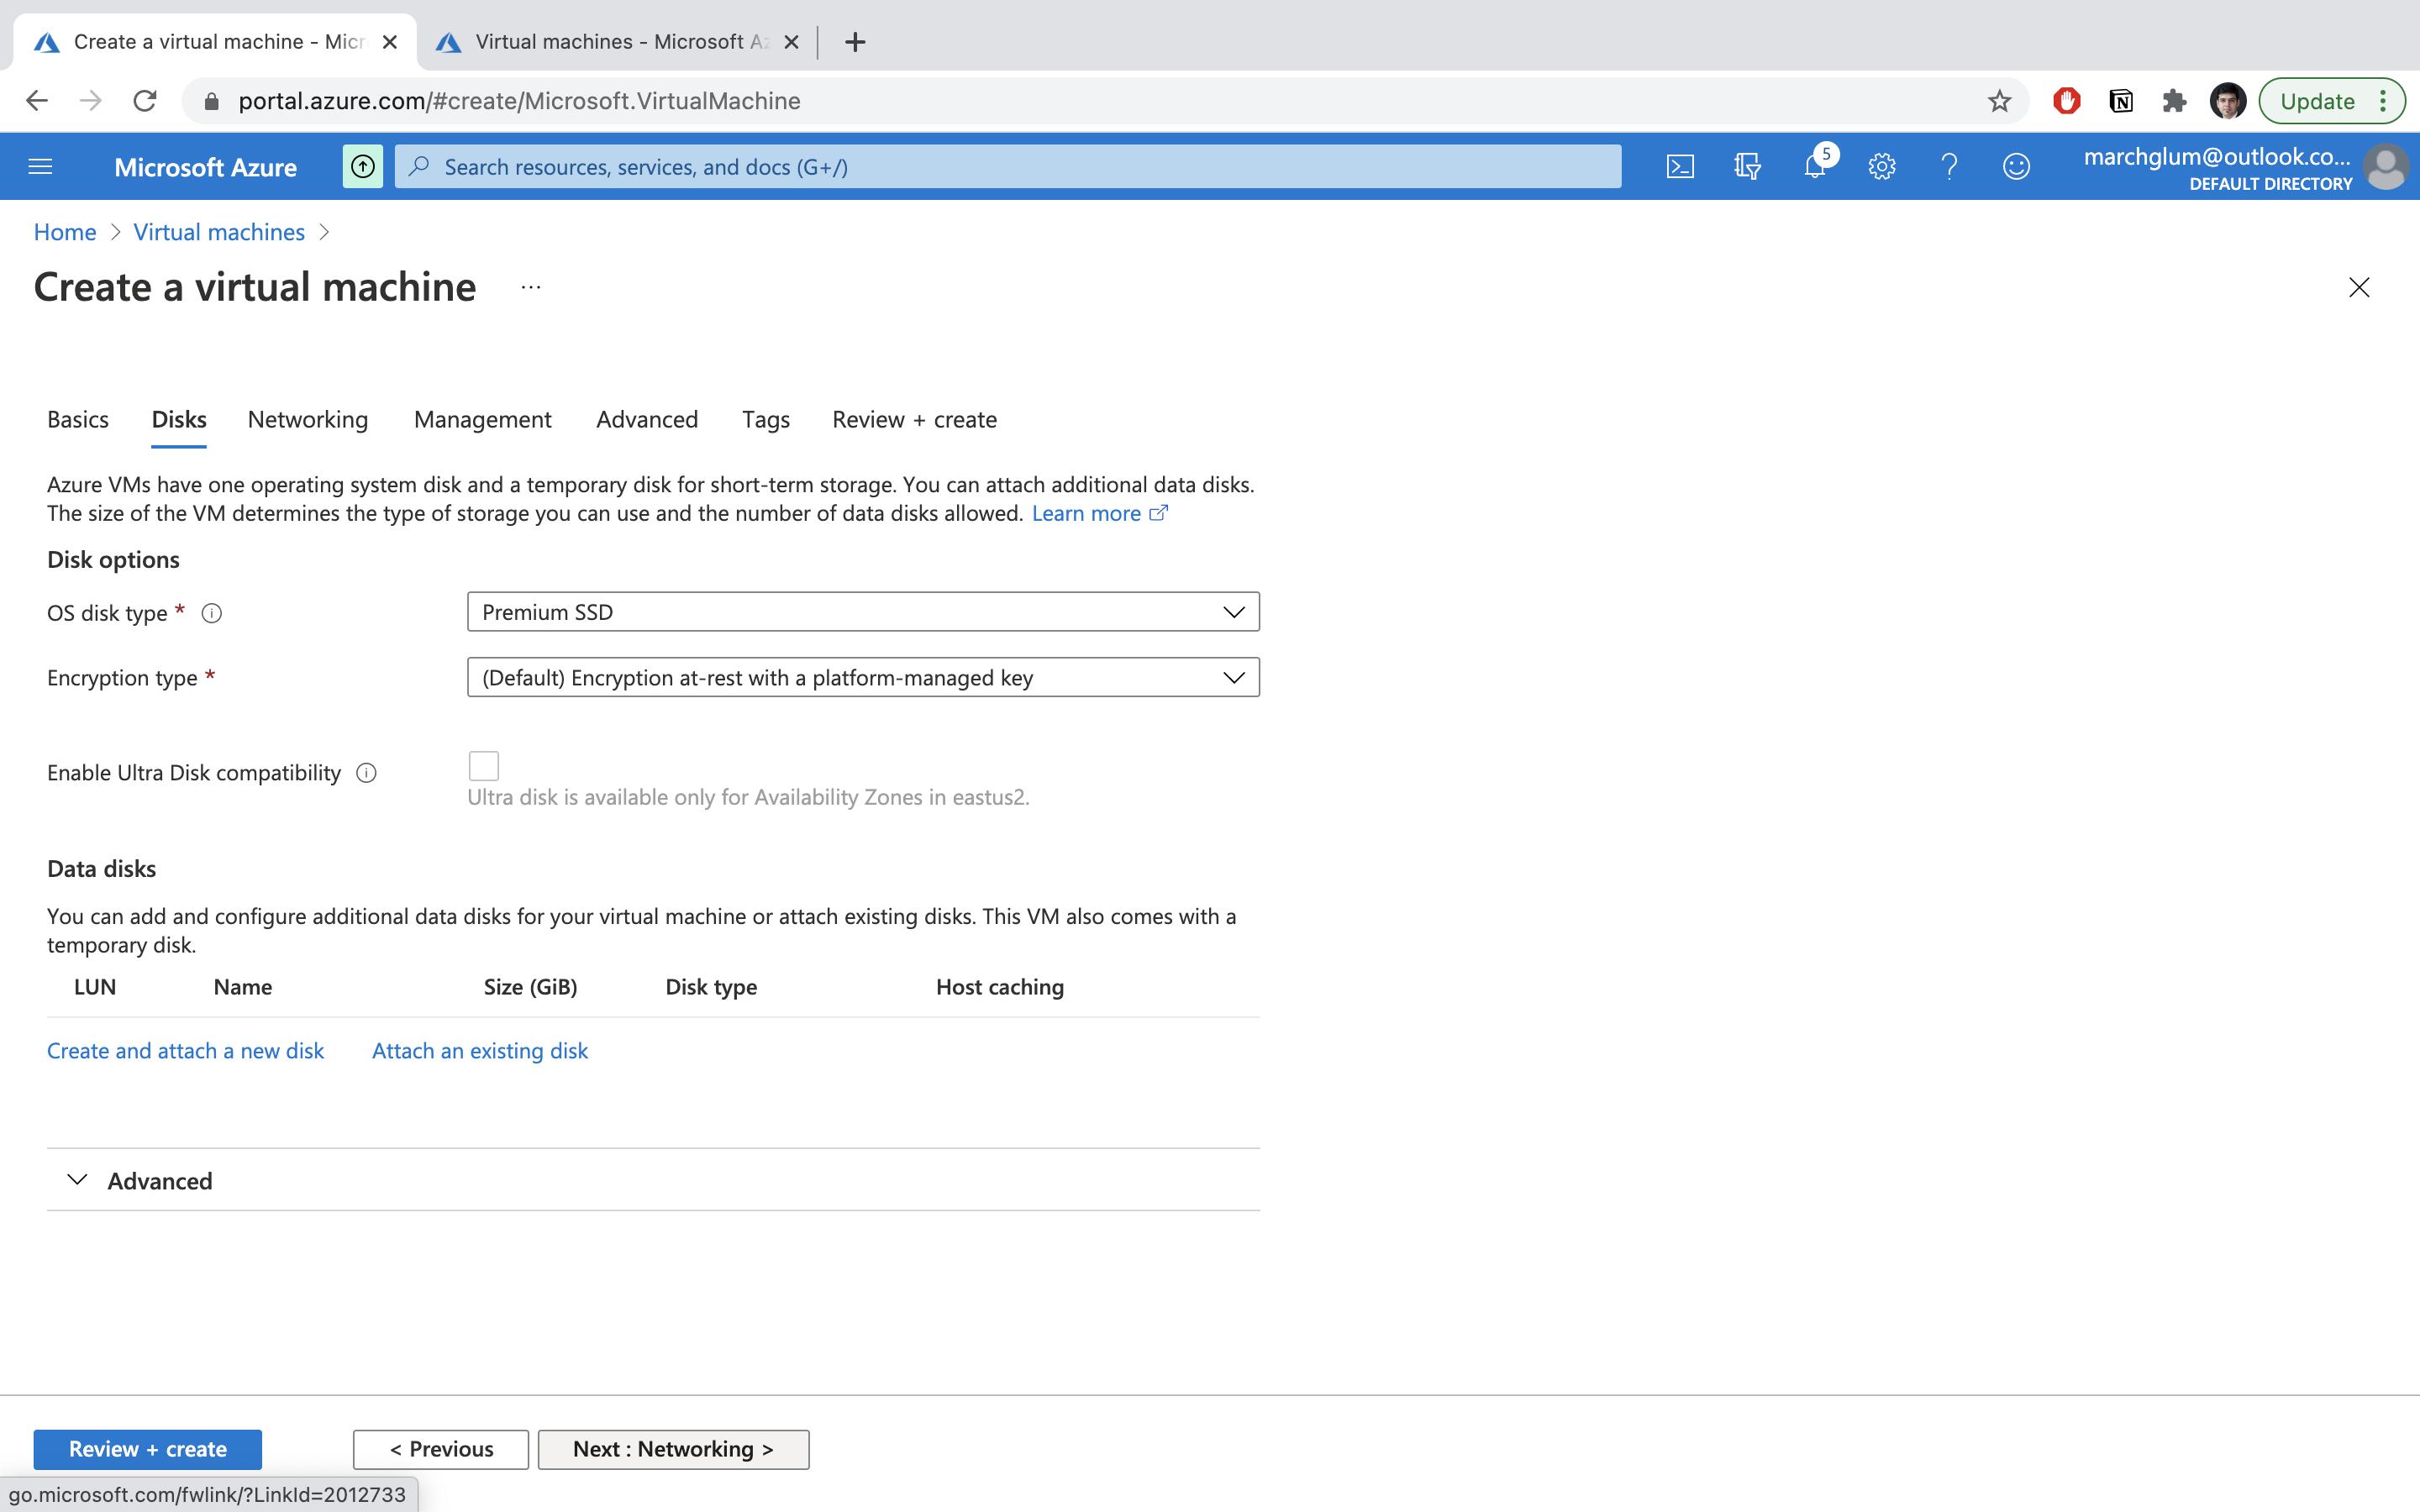 Create a virtual machine - Micr
Virtual machines - Microsoft Az
portal.azure.com/#create/Microsoft.VirtualMachine
Update
Microsoft Azure
Search resources, services, and docs (G+/)
5
marchglum@outlook.co...
DEFAULT DIRECTORY
Home > Virtual machines >
Create a virtual machine ...
Basics Disks Networking Management Advanced Tags Review + create
Azure VMs have one operating system disk and a temporary disk for short-term storage. You can attach additional data disks.
The size of the VM determines the type of storage you can use and the number of data disks allowed. Learn more
Disk options
OS disk type *
Premium SSD
Encryption type *
(Default) Encryption at-rest with a platform-managed key
Enable Ultra Disk compatibility
Ultra disk is available only for Availability Zones in eastus2.
Data disks
You can add and configure additional data disks for your virtual machine or attach existing disks. This VM also comes with a
temporary disk.
LUN Name Size (GiB) Disk type Host caching
Create and attach a new disk Attach an existing disk
Advanced
Review + create
< Previous
Next : Networking >
go.microsoft.com/fwlink/?LinkId=2012733